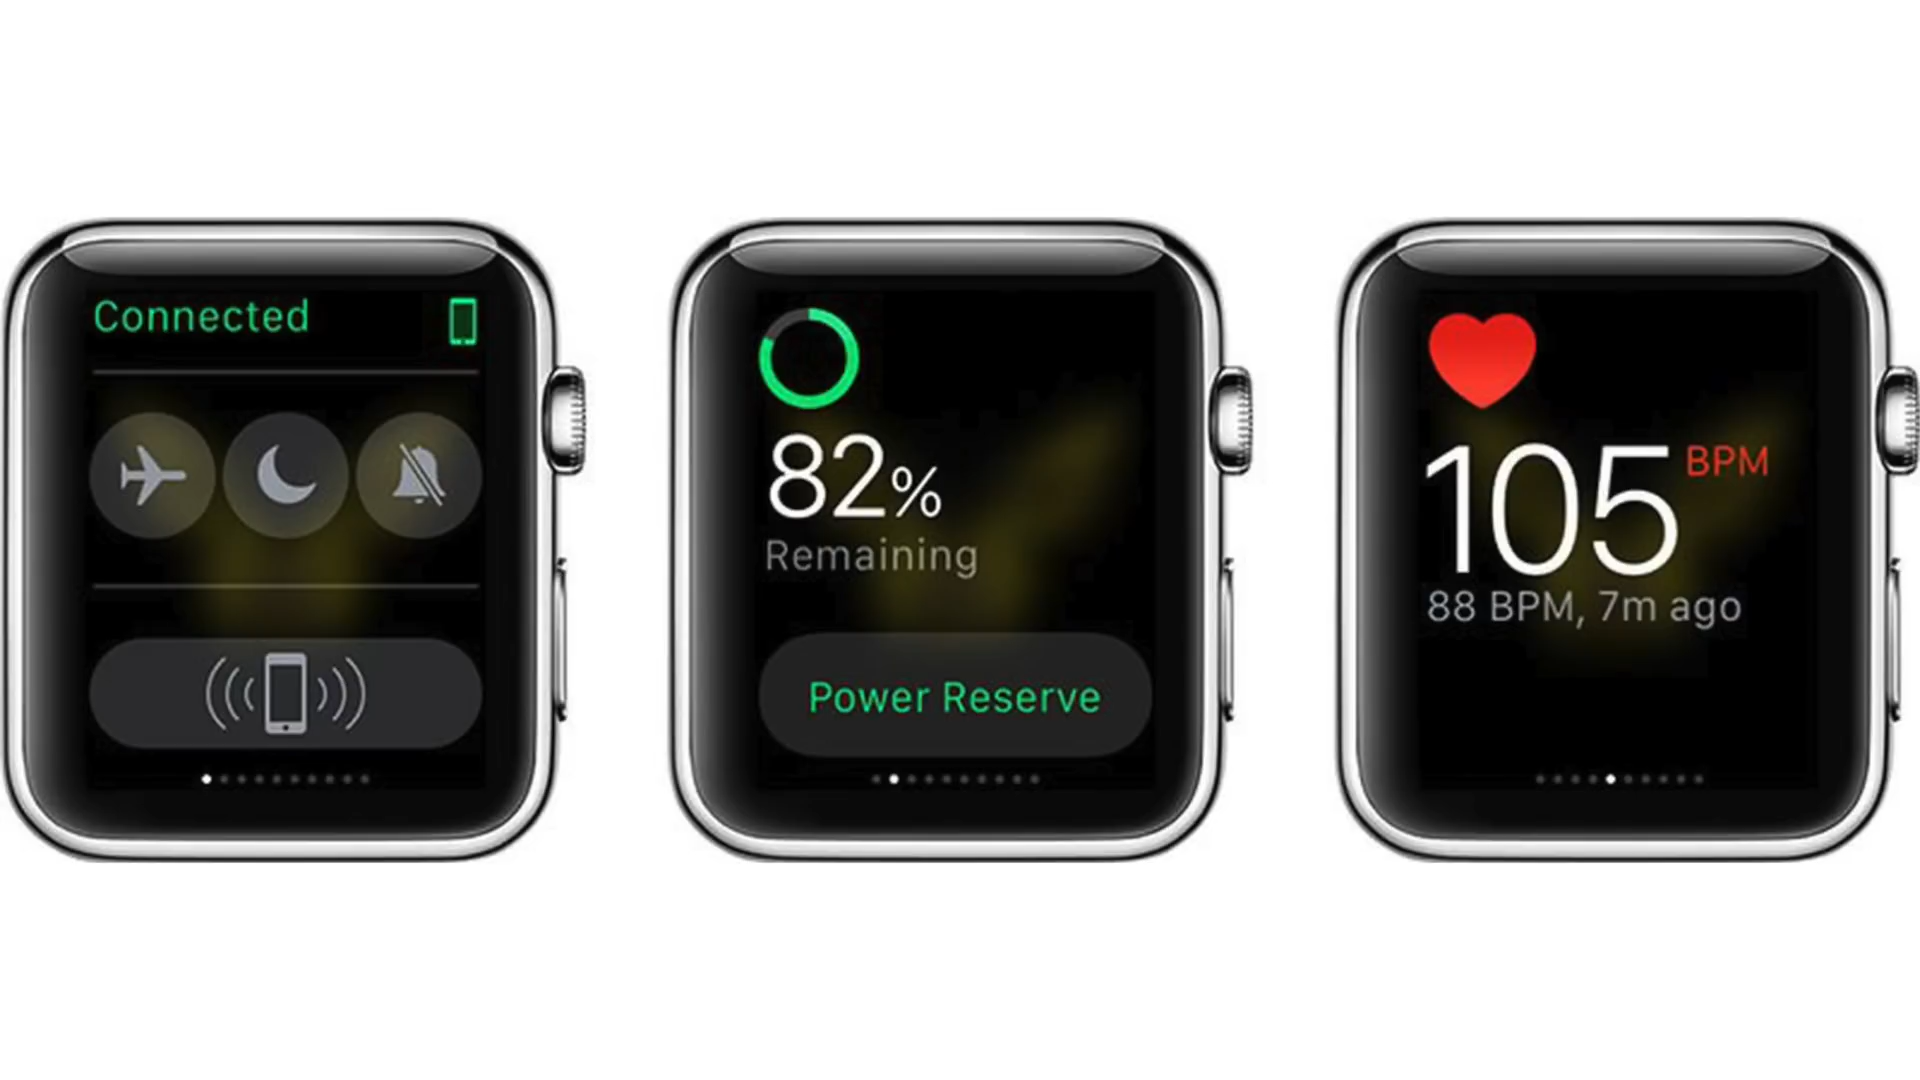 Connected
82%
Remaining
Power Reserve
105 BPM
88 BPM, 7m ago